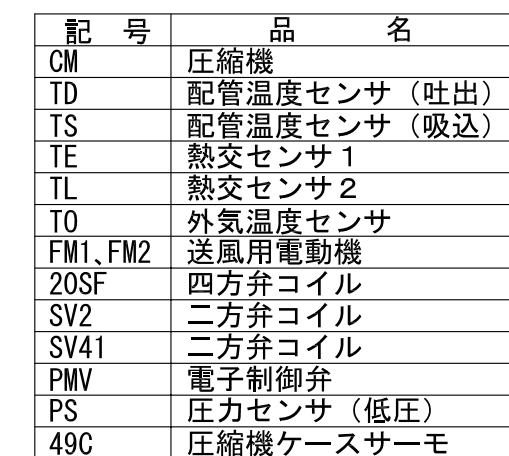 記　号　品　　名
CM　圧縮機
TD　配管温度センサ（吐出）
TS　配管温度センサ（吸込）
TE　熱交センサ１
TL　熱交センサ２
TO　外気温度センサ
FM1、FM2　送風用電動機
20SF　四方弁コイル
SV2　二方弁コイル
SV41　二方弁コイル
PMV　電子制御弁
PS　圧力センサ（低圧）
49C　圧縮機ケースサーモ